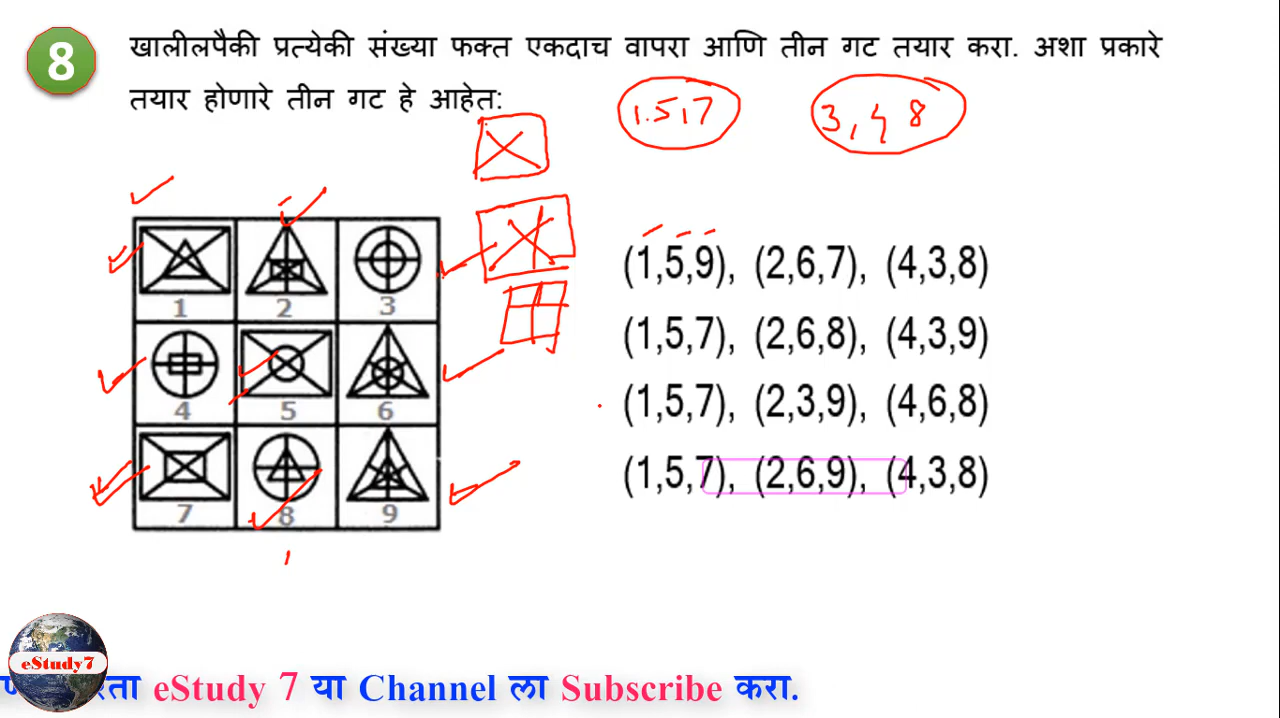 8
खालीलपैकी प्रत्येकी संख्या फक्त एकदाच वापरा आणि तीन गट तयार करा. अशा प्रकारे
तयार होणारे तीन गट हे आहेत:
1.5,7
3,48
1 2 3
4 5 6
7 8 9
(1,5,9), (2,6,7), (4,3,8)
(1,5,7), (2,6,8), (4,3,9)
(1,5,7), (2,3,9), (4,6,8)
(1,5,7), (2,6,9), (4,3,8)
eStudy7
रता eStudy 7 या Channel ला Subscribe करा.